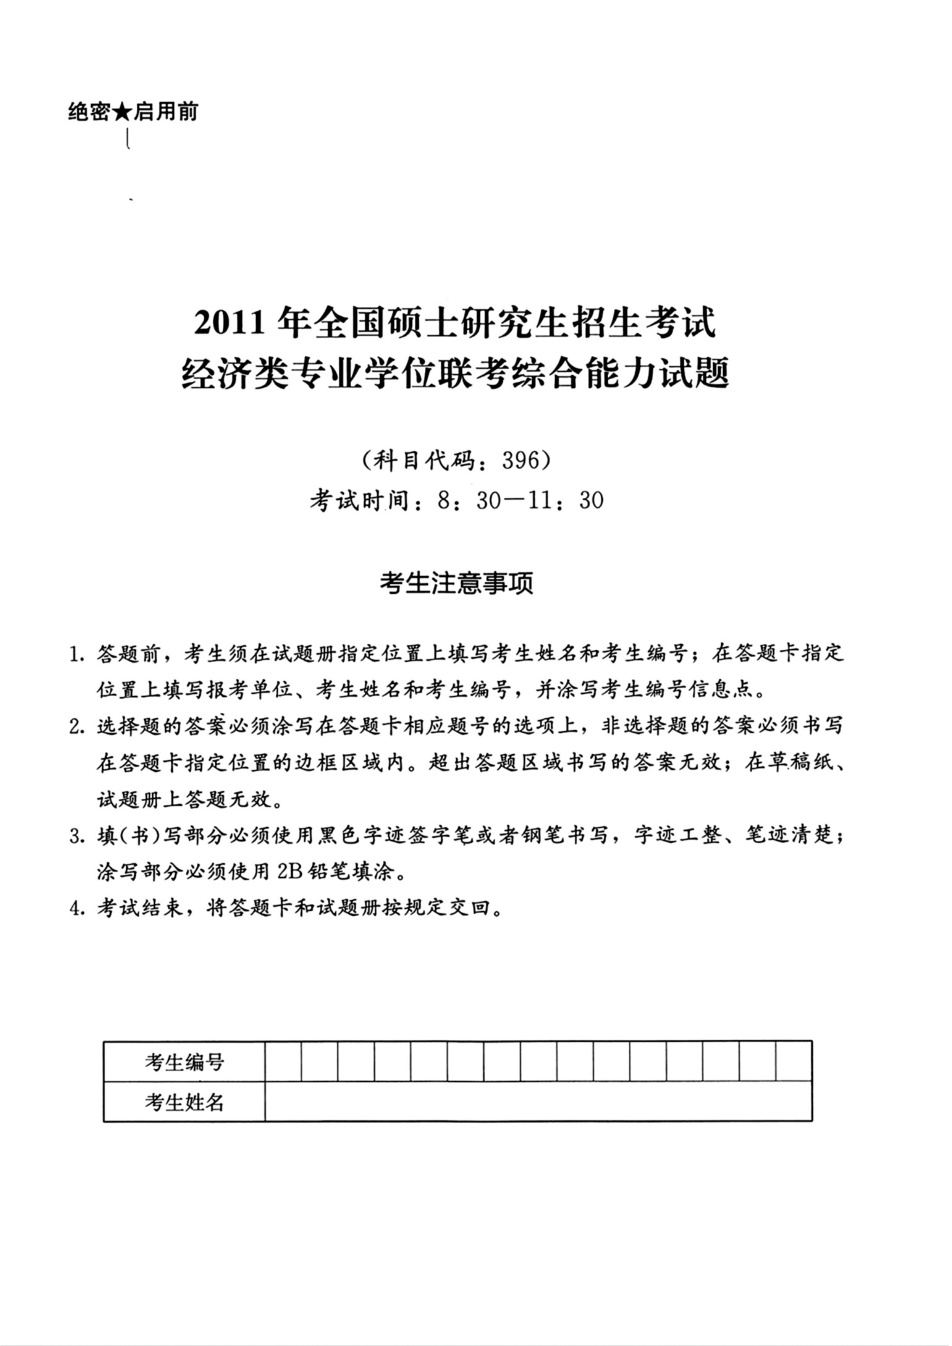 绝密★启用前
2011 年全国硕士研究生招生考试
经济类专业学位联考综合能力试题
（科目代码：396）
考试时间：8：30—11：30
考生注意事项
1. 答题前，考生须在试题册指定位置上填写考生姓名和考生编号；在答题卡指定
位置上填写报考单位、考生姓名和考生编号，并涂写考生编号信息点。
2. 选择题的答案必须涂写在答题卡相应题号的选项上，非选择题的答案必须书写
在答题卡指定位置的边框区域内。超出答题区域书写的答案无效；在草稿纸、
试题册上答题无效。
3. 填(书)写部分必须使用黑色字迹签字笔或者钢笔书写，字迹工整、笔迹清楚；
涂写部分必须使用 2B 铅笔填涂。
4. 考试结束，将答题卡和试题册按规定交回。
考生编号
考生姓名